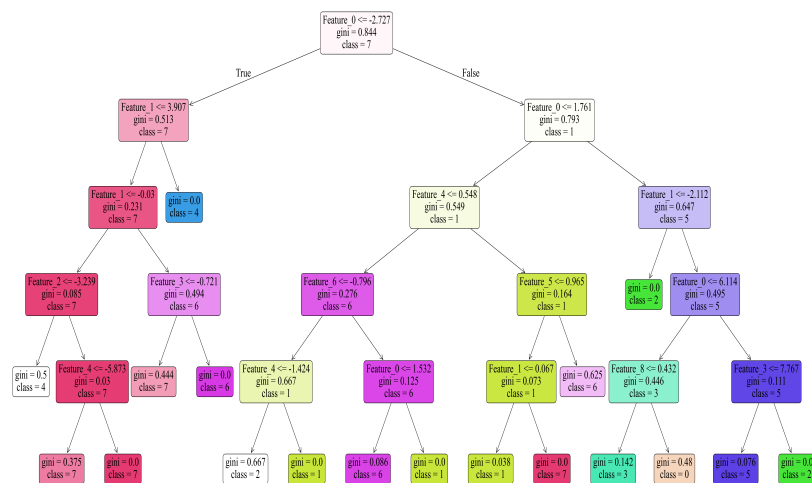 Feature_0 <= -2.727
gini = 0.844
class = 7
True
False
Feature_1 <= 3.907
gini = 0.513
class = 7
Feature_0 <= 1.761
gini = 0.793
class = 1
Feature_1 <= -0.03
gini = 0.231
class = 7
gini = 0.0
class = 4
Feature_4 <= 0.548
gini = 0.549
class = 1
Feature_1 <= -2.112
gini = 0.647
class = 5
Feature_2 <= -3.239
gini = 0.085
class = 7
Feature_3 <= -0.721
gini = 0.494
class = 6
Feature_6 <= -0.796
gini = 0.276
class = 6
Feature_5 <= 0.965
gini = 0.164
class = 1
gini = 0.0
class = 2
Feature_0 <= 6.114
gini = 0.495
class = 5
gini = 0.5
class = 4
Feature_4 <= -5.873
gini = 0.03
class = 7
gini = 0.444
class = 7
gini = 0.0
class = 6
Feature_4 <= -1.424
gini = 0.667
class = 1
Feature_0 <= 1.532
gini = 0.125
class = 6
Feature_1 <= 0.067
gini = 0.073
class = 1
gini = 0.625
class = 6
Feature_8 <= 0.432
gini = 0.446
class = 3
Feature_3 <= 7.767
gini = 0.111
class = 5
gini = 0.375
class = 7
gini = 0.0
class = 7
gini = 0.667
class = 2
gini = 0.0
class = 1
gini = 0.086
class = 6
gini = 0.0
class = 1
gini = 0.038
class = 1
gini = 0.0
class = 7
gini = 0.142
class = 3
gini = 0.48
class = 0
gini = 0.076
class = 5
gini = 0.0
class = 2